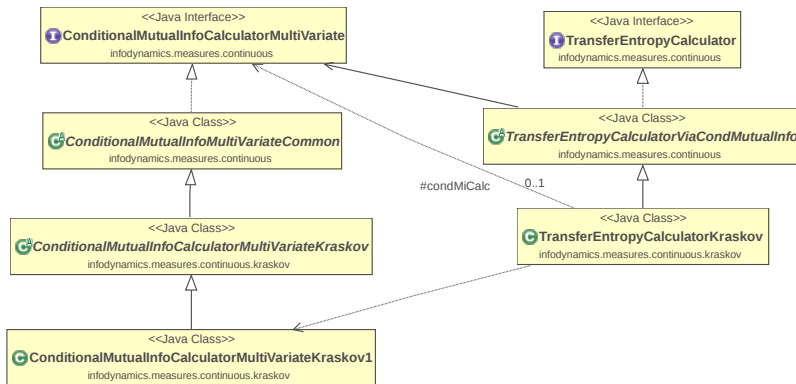 <<Java Interface>>
ConditionalMutualInfoCalculatorMultiVariate
infodynamics.measures.continuous
<<Java Interface>>
TransferEntropyCalculator
infodynamics.measures.continuous
<<Java Class>>
ConditionalMutualInfoMultiVariateCommon
infodynamics.measures.continuous
<<Java Class>>
TransferEntropyCalculatorViaCondMutualInfo
infodynamics.measures.continuous
#condMiCalc
0..1
<<Java Class>>
ConditionalMutualInfoCalculatorMultiVariateKraskov
infodynamics.measures.continuous.kraskov
<<Java Class>>
TransferEntropyCalculatorKraskov
infodynamics.measures.continuous.kraskov
<<Java Class>>
ConditionalMutualInfoCalculatorMultiVariateKraskov1
infodynamics.measures.continuous.kraskov